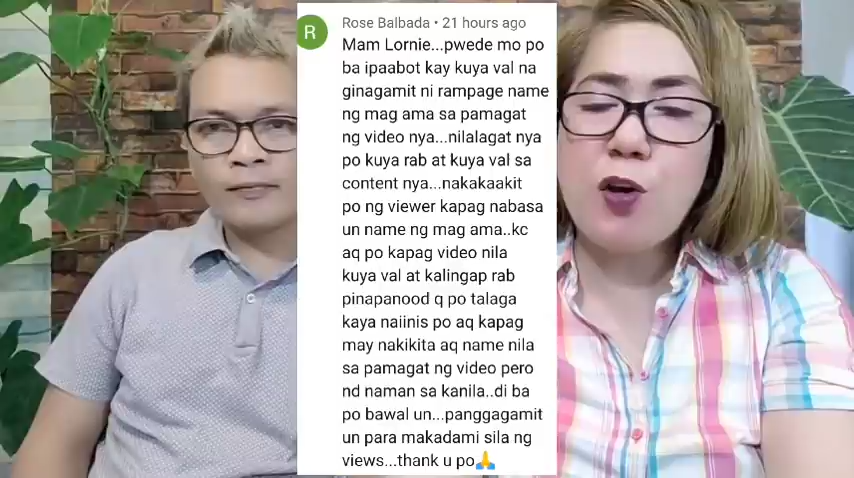 R
Rose Balbada • 21 hours ago
Mam Lornie...pwede mo po
ba ipaabot kay kuya val na
ginagamit ni rampage name
ng mag ama sa pamagat
ng video nya...nilalagat nya
po kuya rab at kuya val sa
content nya...nakakaakit
po ng viewer kapag nabasa
un name ng mag ama..kc
aq po kapag video nila
kuya val at kalingap rab
pinapanood q po talaga
kaya naiinis po aq kapag
may nakikita aq name nila
sa pamagat ng video pero
nd naman sa kanila..di ba
po bawal un...panggagamit
un para makadami sila ng
views...thank u po🙏